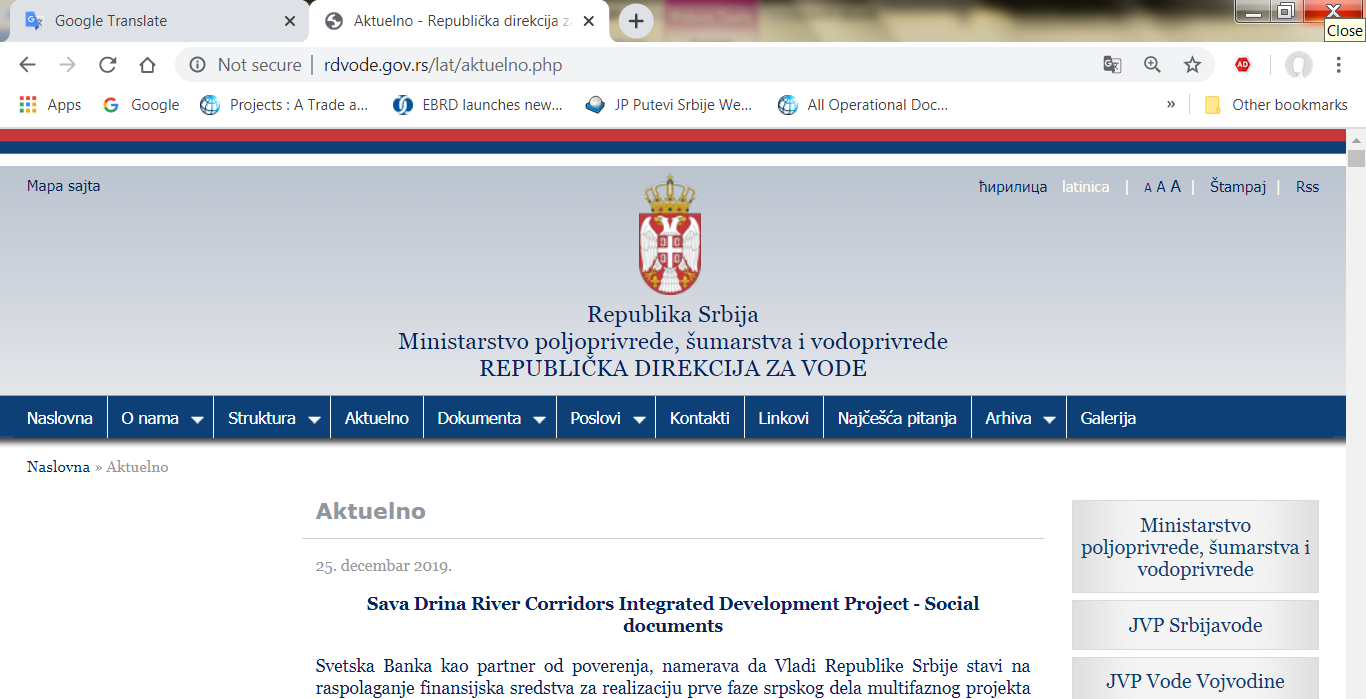 Google Translate
Aktuelno - Republička direkcija z
Close
Not secure | rdvode.gov.rs/lat/aktuelno.php
AD
Apps
Google
Projects : A Trade a...
EBRD launches new...
JP Putevi Srbije We...
All Operational Doc...
»
Other bookmarks
Mapa sajta
ћирилица latinica | A A A | Štampaj | Rss
Republika Srbija
Ministarstvo poljoprivrede, šumarstva i vodoprivrede
REPUBLIČKA DIREKCIJA ZA VODE
Naslovna O nama Struktura Aktuelno Dokumenta Poslovi Kontakti Linkovi Najčešća pitanja Arhiva Galerija
Naslovna » Aktuelno
Aktuelno
25. decembar 2019.
Sava Drina River Corridors Integrated Development Project - Social
documents
Svetska Banka kao partner od poverenja, namerava da Vladi Republike Srbije stavi na
raspolaganje finansijska sredstva za realizaciju prve faze srpskog dela multifaznog projekta
Ministarstvo
poljoprivrede, šumarstva i
vodoprivrede
JVP Srbijavode
JVP Vode Vojvodine